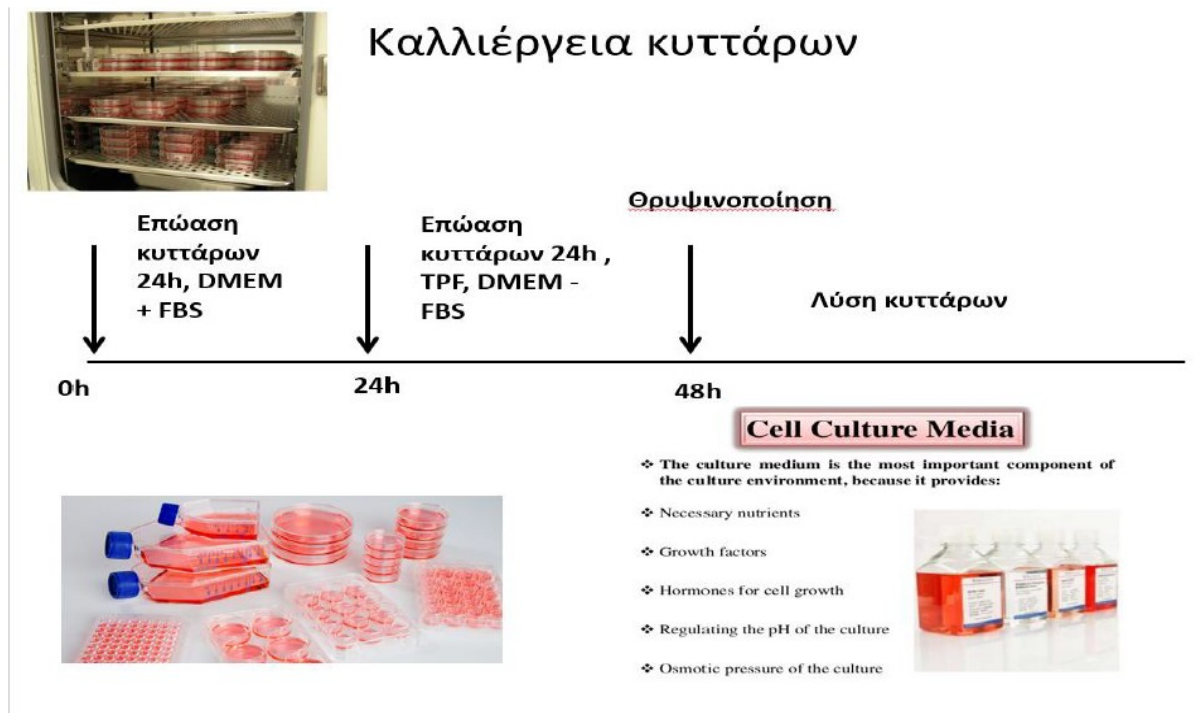 Καλλιέργεια κυττάρων
Θρυψινοποίηση
Επώαση
κυττάρων
24h, DMEM
+ FBS
Επώαση
κυττάρων 24h ,
TPF, DMEM -
FBS
Λύση κυττάρων
0h
24h
48h
Cell Culture Media
❖ The culture medium is the most important component of
the culture environment, because it provides:
❖ Necessary nutrients
❖ Growth factors
❖ Hormones for cell growth
❖ Regulating the pH of the culture
❖ Osmotic pressure of the culture